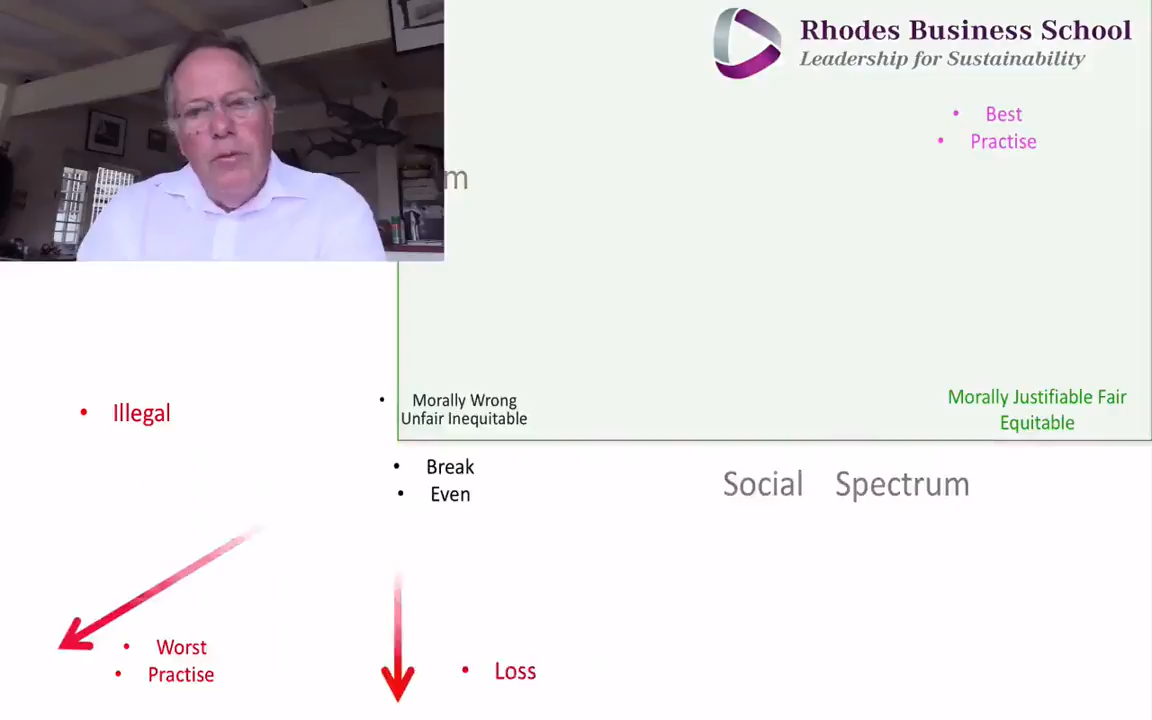 Rhodes Business School
Leadership for Sustainability
• Best
• Practise
m
• Illegal
• Morally Wrong
Unfair Inequitable
Morally Justifiable Fair
Equitable
• Break
• Even
Social Spectrum
• Worst
• Practise
• Loss